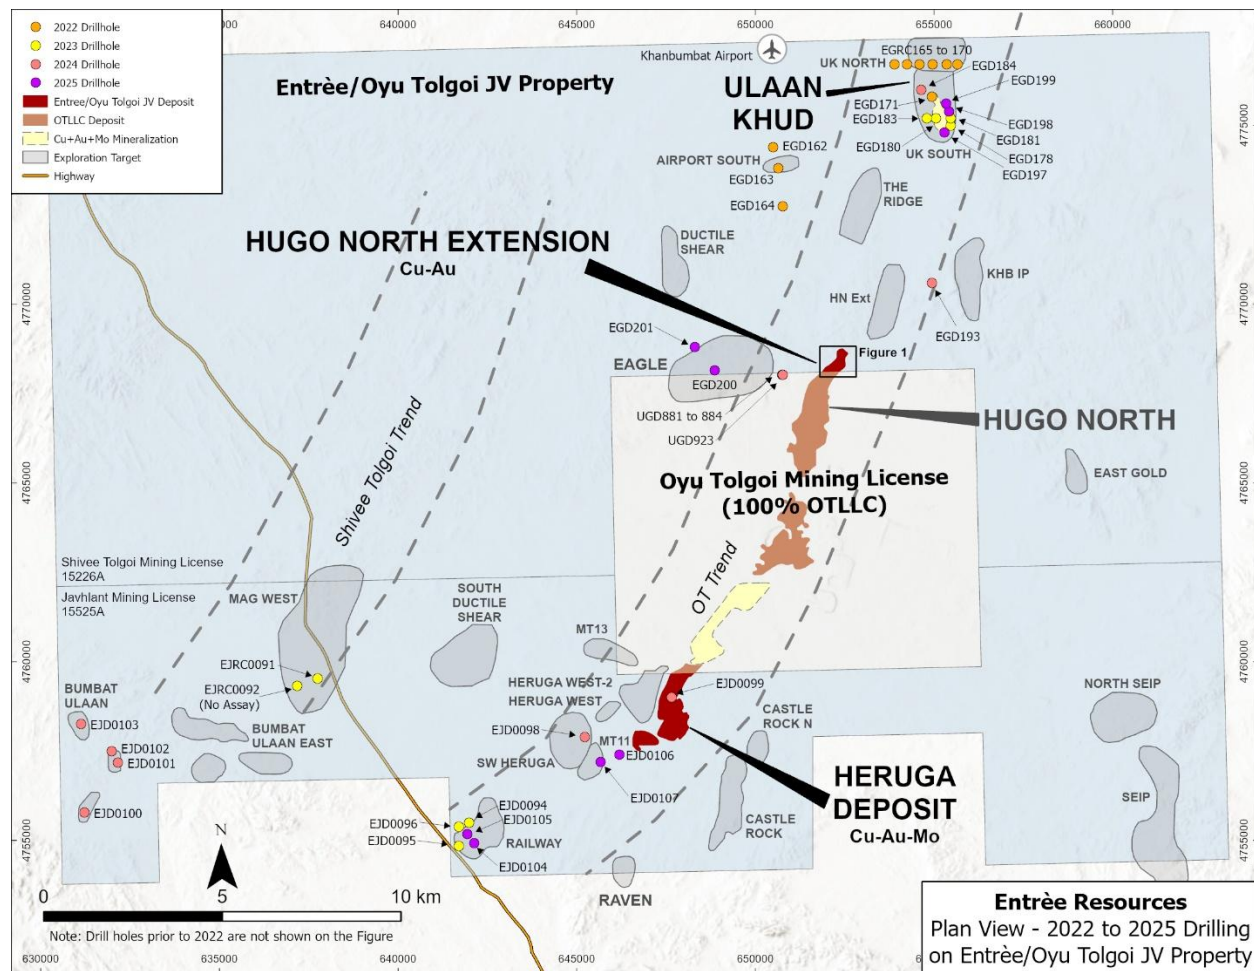 630000
635000
640000
645000
650000
655000
660000
2022 Drillhole
2023 Drillhole
2024 Drillhole
2025 Drillhole
Entree/Oyu Tolgoi JV Deposit
OTLLC Deposit
Cu+Au+Mo Mineralization
Exploration Target
Highway
Khanbumbat Airport
Entrèe/Oyu Tolgoi JV Property
ULAAN
KHUD
EGRC165 to 170
UK NORTH
EGD184
EGD199
EGD171
EGD183
EGD198
EGD180
EGD181
UK SOUTH
EGD178
EGD197
4775000
4775000
EGD162
AIRPORT SOUTH
EGD163
EGD164
THE
RIDGE
DUCTILE
SHEAR
HUGO NORTH EXTENSION
Cu-Au
KHB IP
HN Ext
EGD193
4770000
4770000
EGD201
EAGLE
EGD200
Figure 1
UGD881 to 884
UGD923
HUGO NORTH
Shivee Tolgoi Trend
EAST GOLD
4765000
4765000
Oyu Tolgoi Mining License
(100% OTLLC)
OT Trend
Shivee Tolgoi Mining License
15226A
Javhlant Mining License
15525A
MAG WEST
SOUTH
DUCTILE
SHEAR
MT13
4760000
4760000
EJRC0091
EJRC0092
(No Assay)
HERUGA WEST-2
HERUGA WEST
EJD0099
BUMBAT
ULAAN
EJD0103
EJD0102
EJD0101
BUMBAT
ULAAN EAST
EJD0098
MT11
EJD0106
SW HERUGA
EJD0107
CASTLE
ROCK N
NORTH SEIP
HERUGA
DEPOSIT
Cu-Au-Mo
SEIP
CASTLE
ROCK
EJD0100
EJD0094
EJD0096
EJD0105
EJD0095
RAILWAY
EJD0104
RAVEN
4755000
4755000
N
0 5 10 km
Note: Drill holes prior to 2022 are not shown on the Figure
630000
635000
640000
645000
650000
Entrèe Resources
Plan View - 2022 to 2025 Drilling
on Entrèe/Oyu Tolgoi JV Property